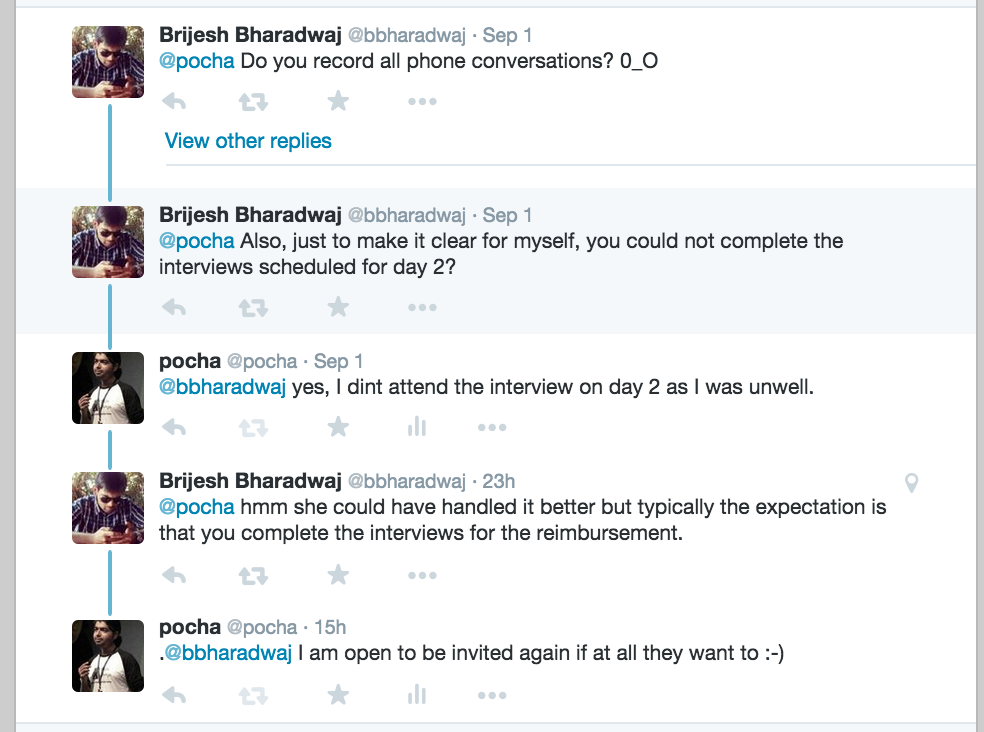 Brijesh Bharadwaj @bbharadwaj · Sep 1
@pocha Do you record all phone conversations? 0_O
View other replies
Brijesh Bharadwaj @bbharadwaj · Sep 1
@pocha Also, just to make it clear for myself, you could not complete the
interviews scheduled for day 2?
pocha @pocha · Sep 1
@bbharadwaj yes, I dint attend the interview on day 2 as I was unwell.
Brijesh Bharadwaj @bbharadwaj · 23h
@pocha hmm she could have handled it better but typically the expectation is
that you complete the interviews for the reimbursement.
pocha @pocha · 15h
.@bbharadwaj I am open to be invited again if at all they want to :-)